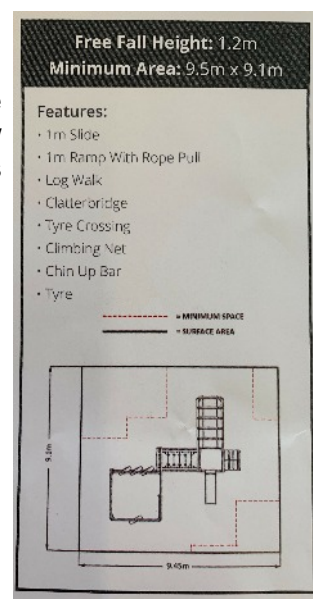 Free Fall Height: 1.2m
Minimum Area: 9.5m x 9.1m
Features:
· 1m Slide
· 1m Ramp With Rope Pull
· Log Walk
· Clatterbridge
· Tyre Crossing
· Climbing Net
· Chin Up Bar
· Tyre
= MINIMUM SPACE
= SURFACE AREA
9.1m
9.45m